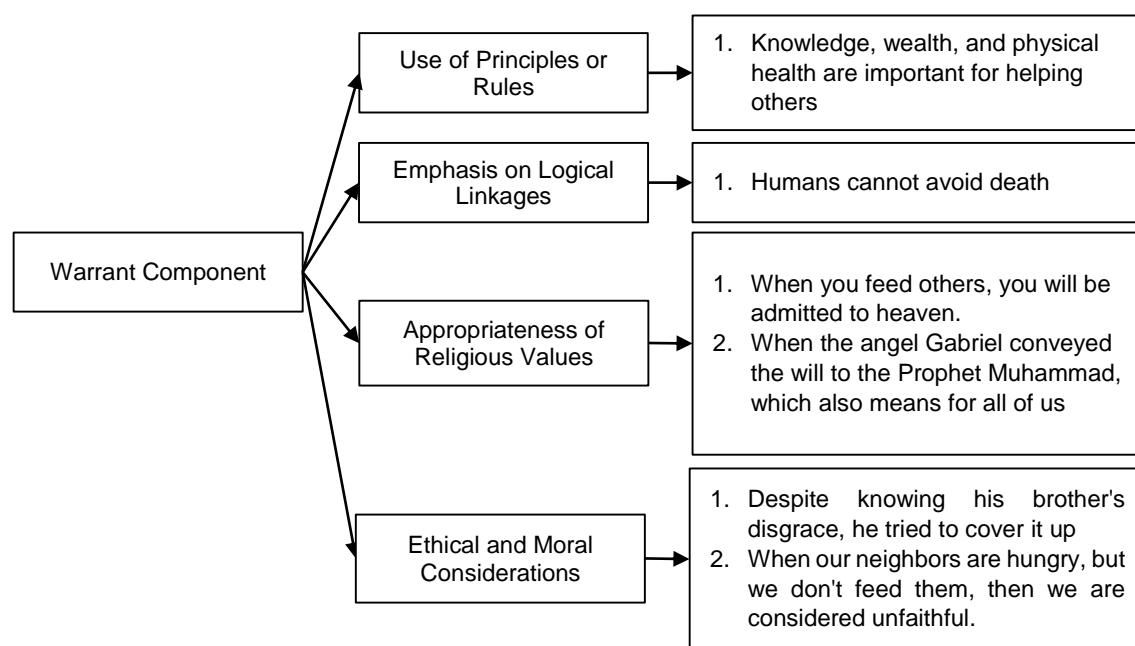 Warrant Component
Use of Principles or
Rules
1. Knowledge, wealth, and physical
health are important for helping
others
Emphasis on Logical
Linkages
1. Humans cannot avoid death
Appropriateness of
Religious Values
1. When you feed others, you will be
admitted to heaven.
2. When the angel Gabriel conveyed
the will to the Prophet Muhammad,
which also means for all of us
Ethical and Moral
Considerations
1. Despite knowing his brother's
disgrace, he tried to cover it up
2. When our neighbors are hungry, but
we don't feed them, then we are
considered unfaithful.